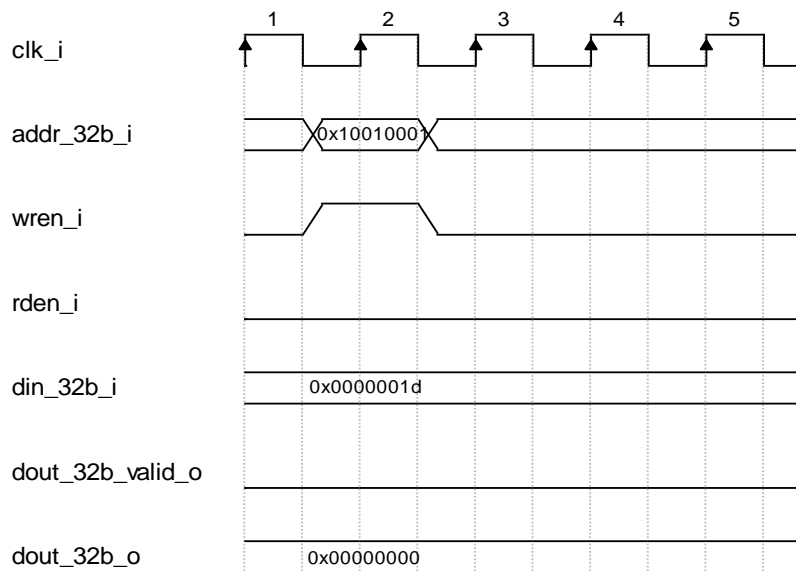 1 2 3 4 5
clk_i
addr_32b_i 0x10010001
wren_i
rden_i
din_32b_i 0x0000001d
dout_32b_valid_o
dout_32b_o 0x00000000